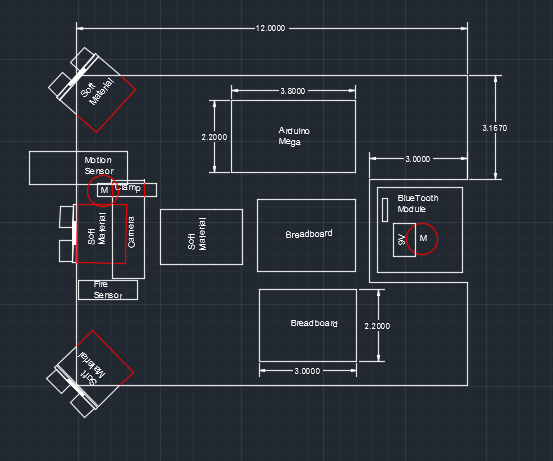 12.0000
Soft
Material
3.8000
2.2000
Arduino
Mega
3.1670
3.0000
Motion
Sensor
M
Clamp
BlueTooth
Module
Soft
Material
Camera
Soft
Material
Breadboard
9V
M
Fire
Sensor
Breadboard
2.2000
3.0000
Soft
Material